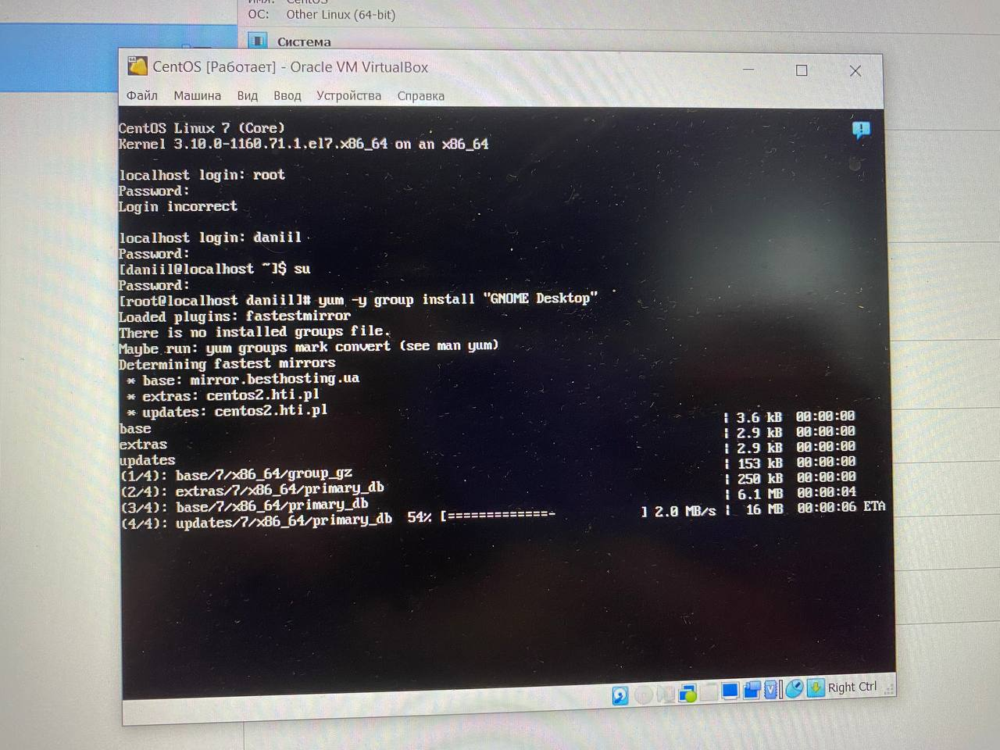 ОС: Other Linux (64-bit)
Система
CentOS [Работает] - Oracle VM VirtualBox
Файл Машина Вид Ввод Устройства Справка
CentOS Linux 7 (Core)
Kernel 3.10.0-1160.71.1.el7.x86_64 on an x86_64
localhost login: root
Password:
Login incorrect
localhost login: daniil
Password:
[daniil@localhost ~]$ su
Password:
[root@localhost daniil]# yum -y group install "GNOME Desktop"
Loaded plugins: fastestmirror
There is no installed groups file.
Maybe run: yum groups mark convert (see man yum)
Determining fastest mirrors
* base: mirror.besthosting.ua
* extras: centos2.hti.pl
* updates: centos2.hti.pl
base | 3.6 kB 00:00:00
extras | 2.9 kB 00:00:00
updates | 2.9 kB 00:00:00
(1/4): base/7/x86_64/group_gz | 153 kB 00:00:00
(2/4): extras/7/x86_64/primary_db | 250 kB 00:00:00
(3/4): base/7/x86_64/primary_db | 6.1 MB 00:00:04
(4/4): updates/7/x86_64/primary_db 54% [=============- ] 2.0 MB/s | 16 MB 00:00:06 ETA
Right Ctrl